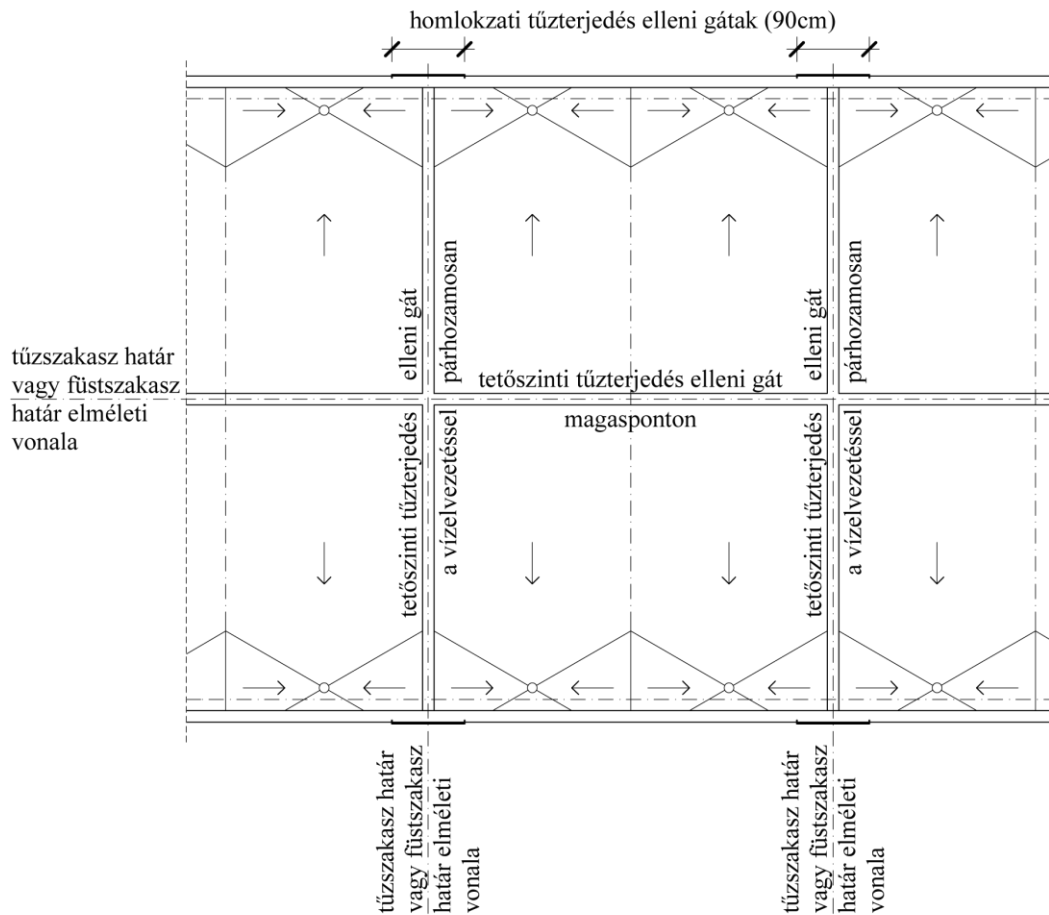 homlokzati tűzterjedés elleni gátak (90cm)
elleni gát
párhozamosan
elleni gát
párhozamosan
tűzszakasz határ
vagy füstszakasz
határ elméleti
vonala
tetőszinti tűzterjedés elleni gát
magasponton
tetőszinti tűzterjedés
a vízelvezetéssel
tetőszinti tűzterjedés
a vízelvezetéssel
tűzszakasz határ
vagy füstszakasz
határ elméleti
vonala
tűzszakasz határ
vagy füstszakasz
határ elméleti
vonala